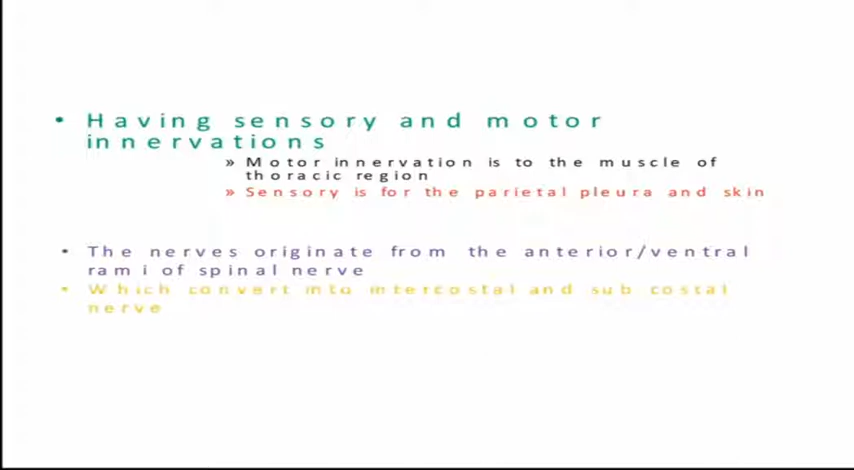 • Having sensory and motor
innervations
» Motor innervation is to the muscle of
thoracic region
» Sensory is for the parietal pleura and skin
• The nerves originate from the anterior/ventral
rami of spinal nerve
• Which convert into intercostal and sub costal
nerve